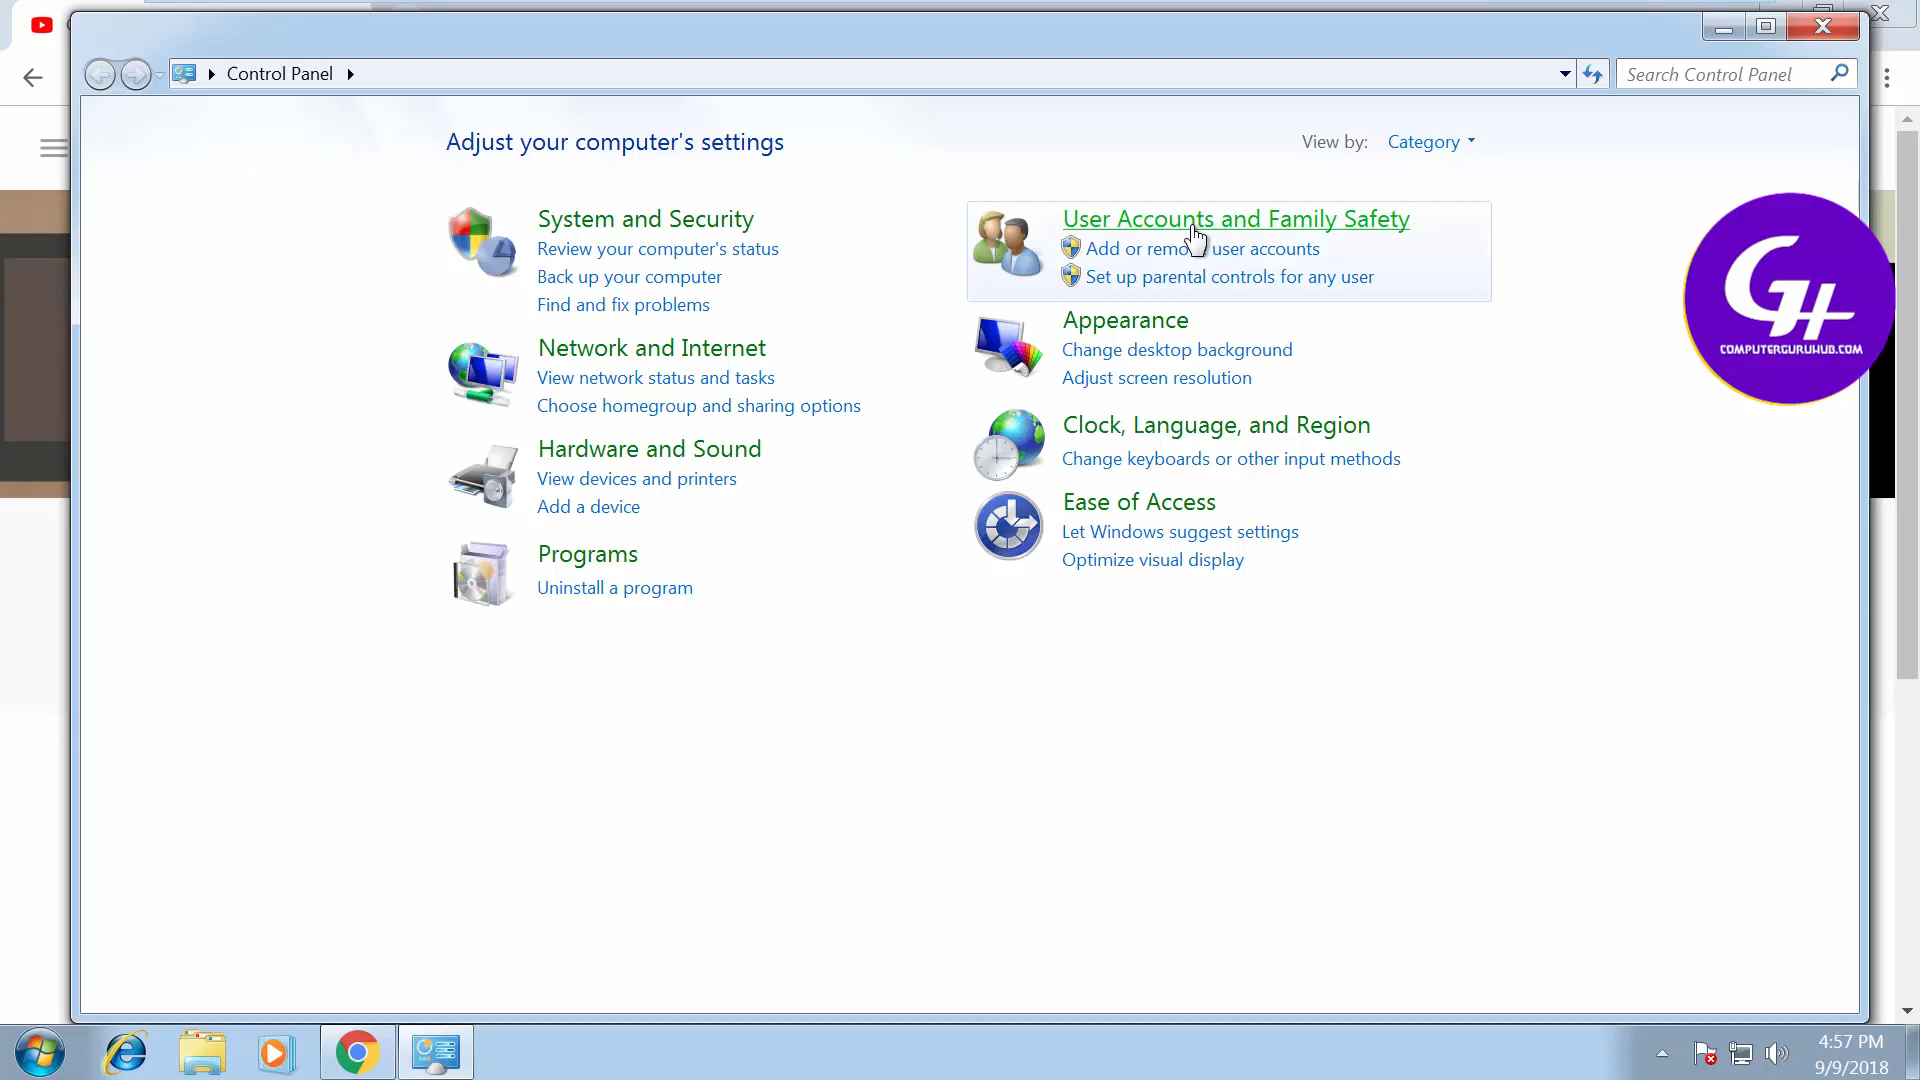 Control Panel
Search Control Panel
Adjust your computer's settings
View by: Category
System and Security
Review your computer's status
Back up your computer
Find and fix problems
Network and Internet
View network status and tasks
Choose homegroup and sharing options
Hardware and Sound
View devices and printers
Add a device
Programs
Uninstall a program
User Accounts and Family Safety
Add or remove user accounts
Set up parental controls for any user
Appearance
Change desktop background
Adjust screen resolution
Clock, Language, and Region
Change keyboards or other input methods
Ease of Access
Let Windows suggest settings
Optimize visual display
GH
COMPUTERGURUHUB.COM
4:57 PM
9/9/2018